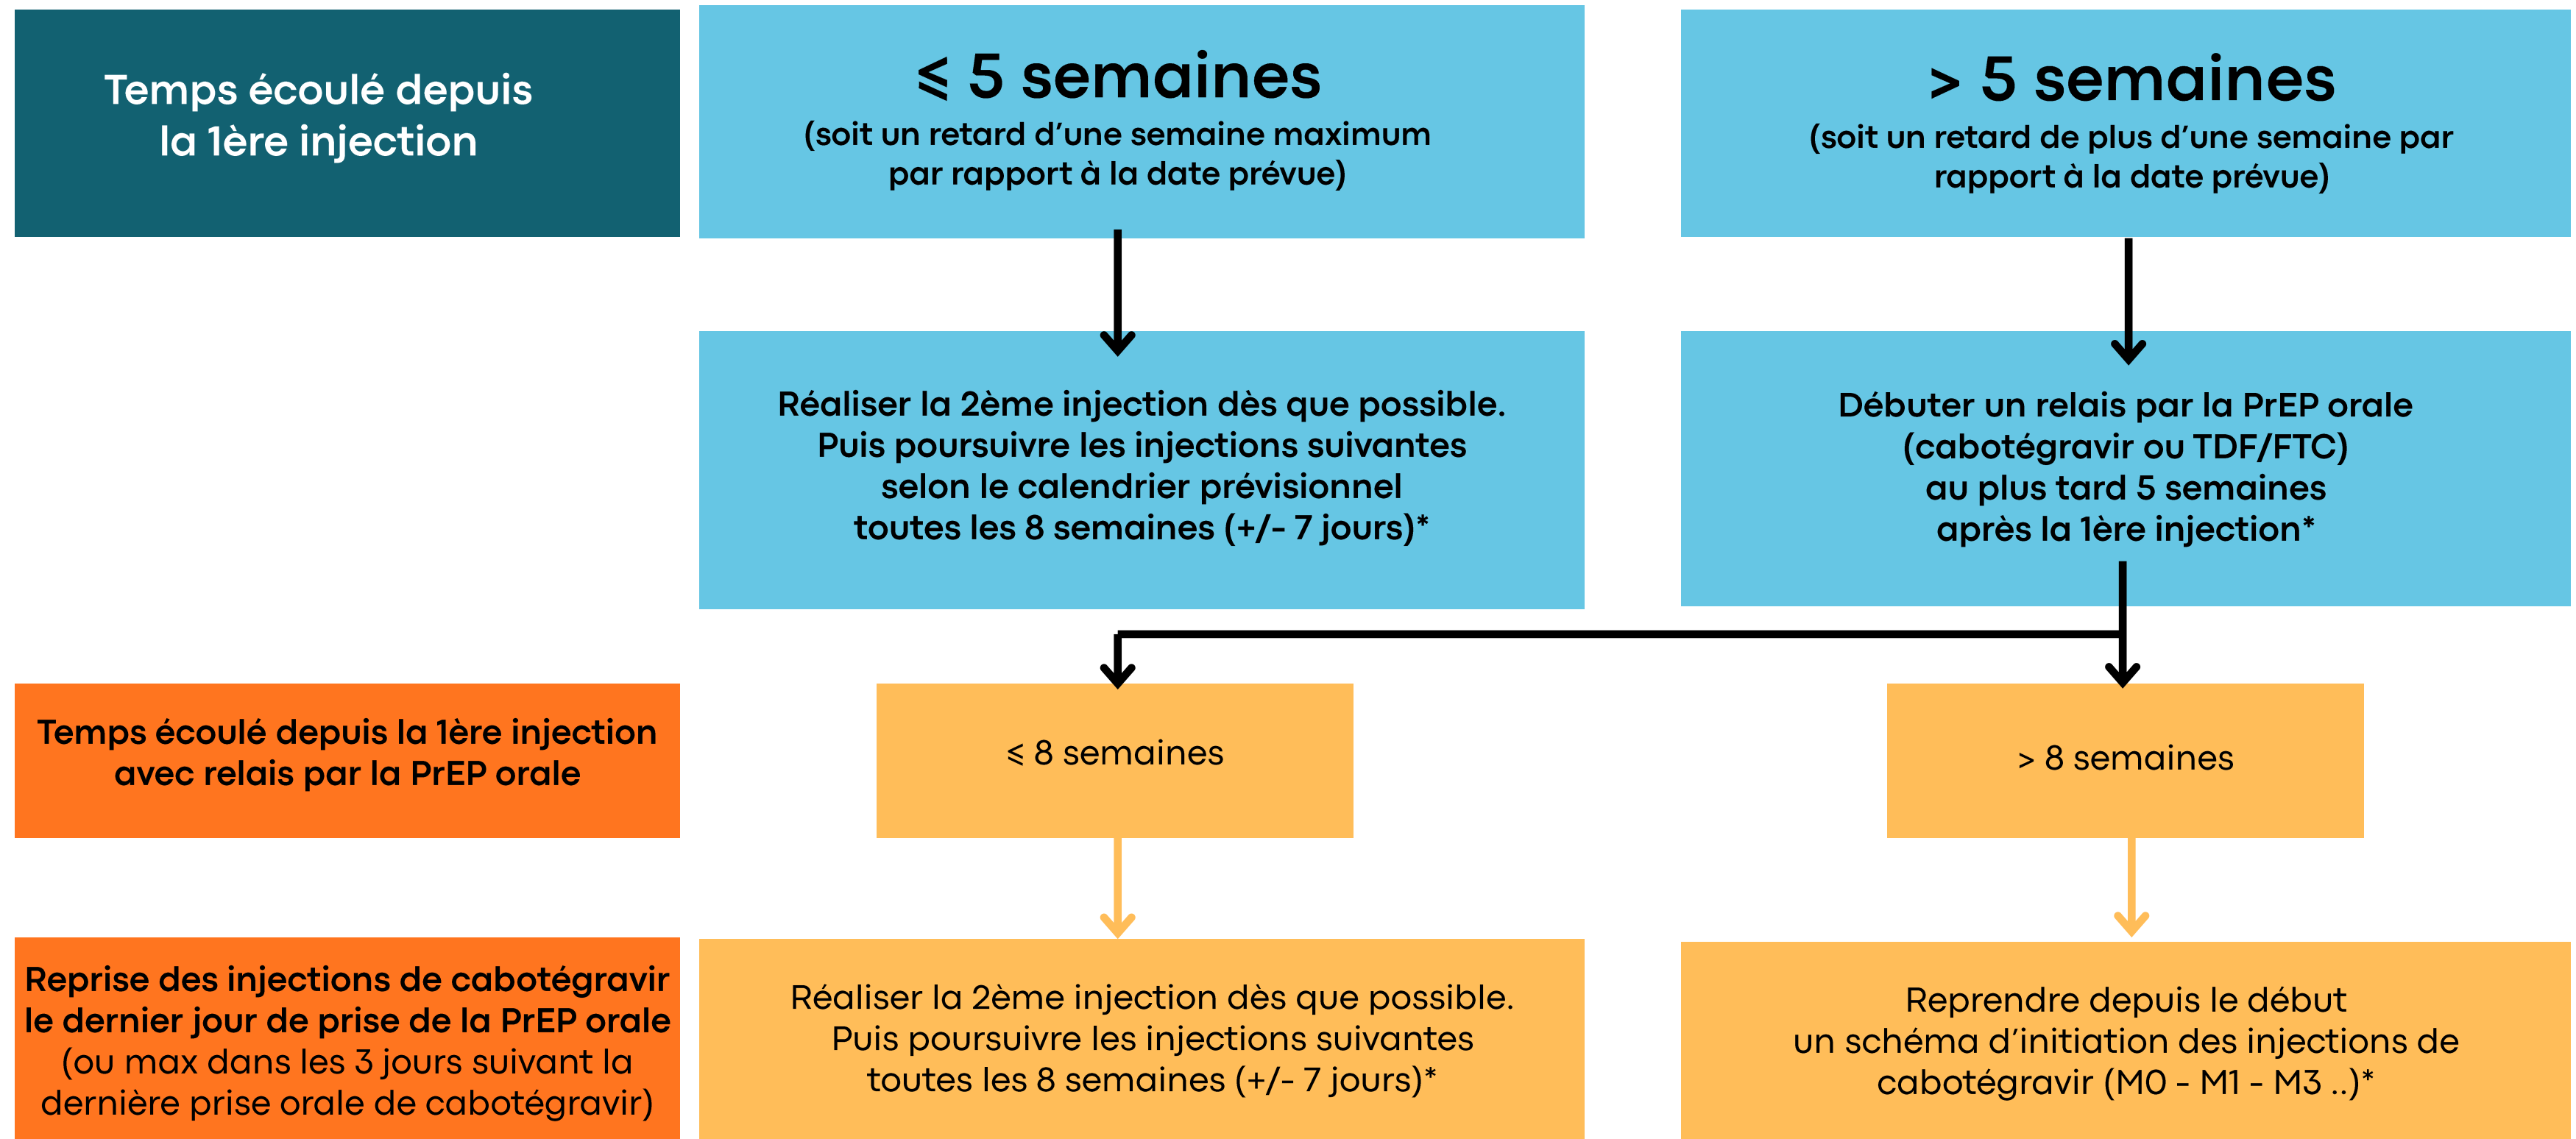 Temps écoulé depuis
la 1ère injection
⩽ 5 semaines
(soit un retard d’une semaine maximum
par rapport à la date prévue)
> 5 semaines
(soit un retard de plus d’une semaine par
rapport à la date prévue)
Réaliser la 2ème injection dès que possible.
Puis poursuivre les injections suivantes
selon le calendrier prévisionnel
toutes les 8 semaines (+/- 7 jours)*
Débuter un relais par la PrEP orale
(cabotégravir ou TDF/FTC)
au plus tard 5 semaines
après la 1ère injection*
Temps écoulé depuis la 1ère injection
avec relais par la PrEP orale
⩽ 8 semaines
> 8 semaines
Reprise des injections de cabotégravir
le dernier jour de prise de la PrEP orale
(ou max dans les 3 jours suivant la
dernière prise orale de cabotégravir)
Réaliser la 2ème injection dès que possible.
Puis poursuivre les injections suivantes
toutes les 8 semaines (+/- 7 jours)*
Reprendre depuis le début
un schéma d’initiation des injections de
cabotégravir (M0 - M1 - M3 ..)*